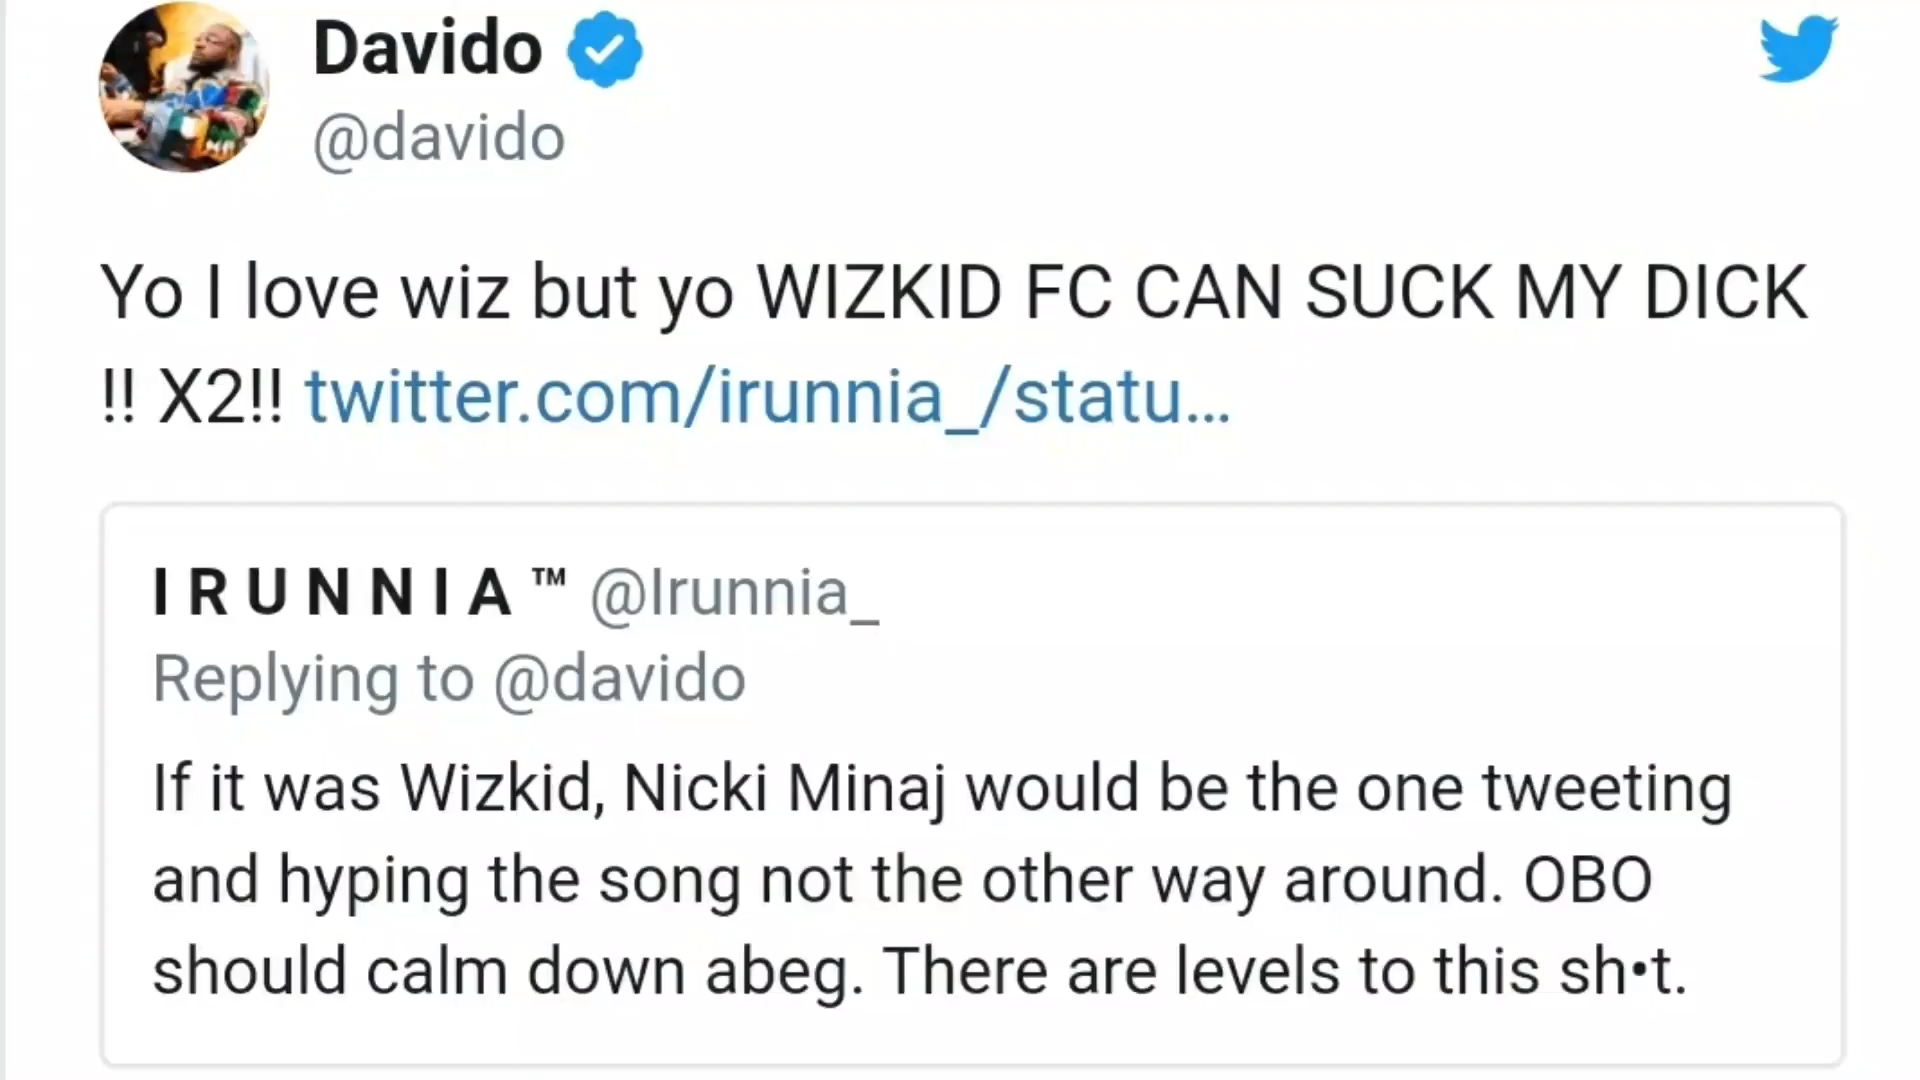 Davido
@davido
Yo I love wiz but yo WIZKID FC CAN SUCK MY DICK
!! X2!! twitter.com/irunnia_/statu...
I R U N N I A ™ @Irunnia_
Replying to @davido
If it was Wizkid, Nicki Minaj would be the one tweeting
and hyping the song not the other way around. OBO
should calm down abeg. There are levels to this sh•t.